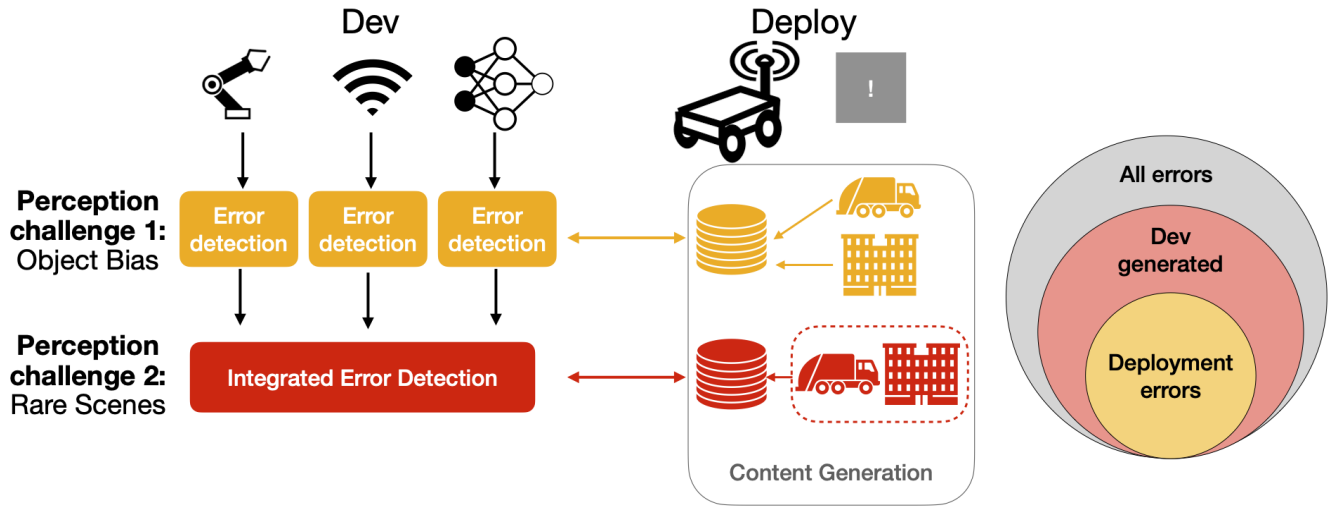 Dev
Deploy
!
Perception
challenge 1:
Object Bias
Error
detection
Error
detection
Error
detection
Perception
challenge 2:
Rare Scenes
Integrated Error Detection
Content Generation
All errors
Dev
generated
Deployment
errors